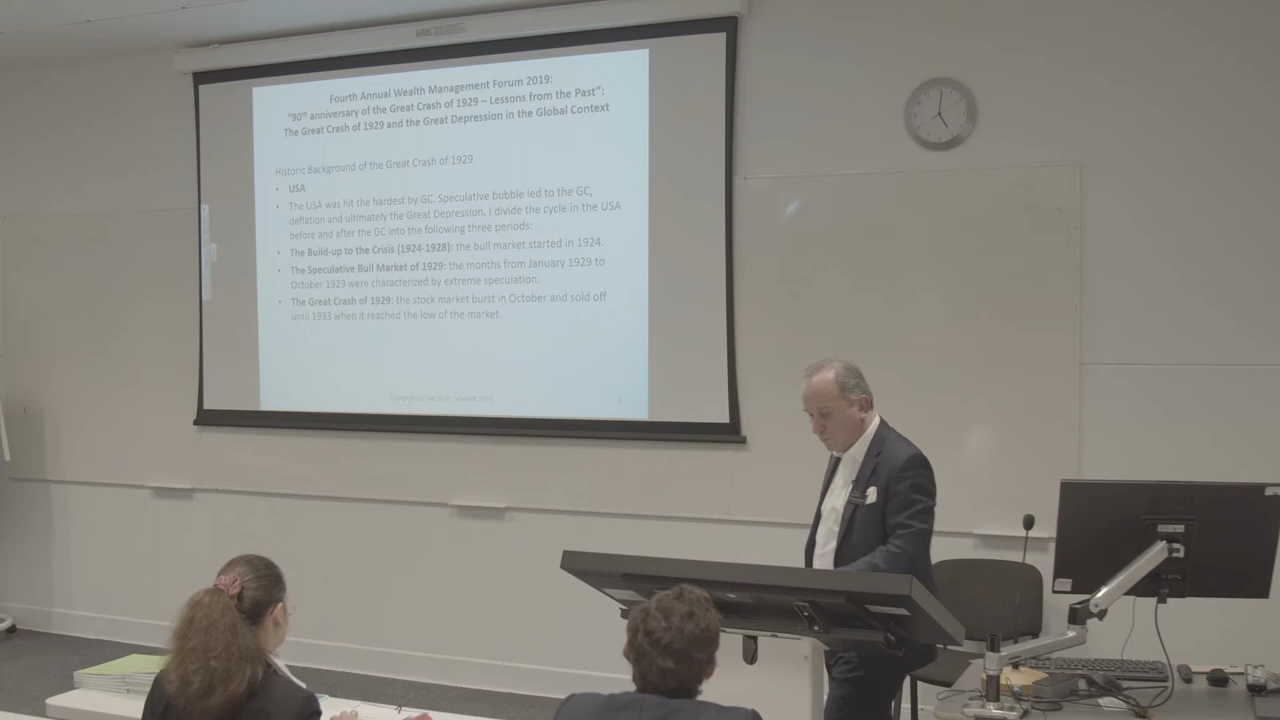 Fourth Annual Wealth Management Forum 2019:
"90th anniversary of the Great Crash of 1929 – Lessons from the Past":
The Great Crash of 1929 and the Great Depression in the Global Context
Historic Background of the Great Crash of 1929
• USA
• The USA was hit the hardest by GC. Speculative bubble led to the GC,
deflation and ultimately the Great Depression. I divide the cycle in the USA
before and after the GC into the following three periods:
• The Build-up to the Crisis (1924-1928): the bull market started in 1924.
• The Speculative Bull Market of 1929: the months from January 1929 to
October 1929 were characterized by extreme speculation.
• The Great Crash of 1929: the stock market burst in October and sold off
until 1933 when it reached the low of the market.